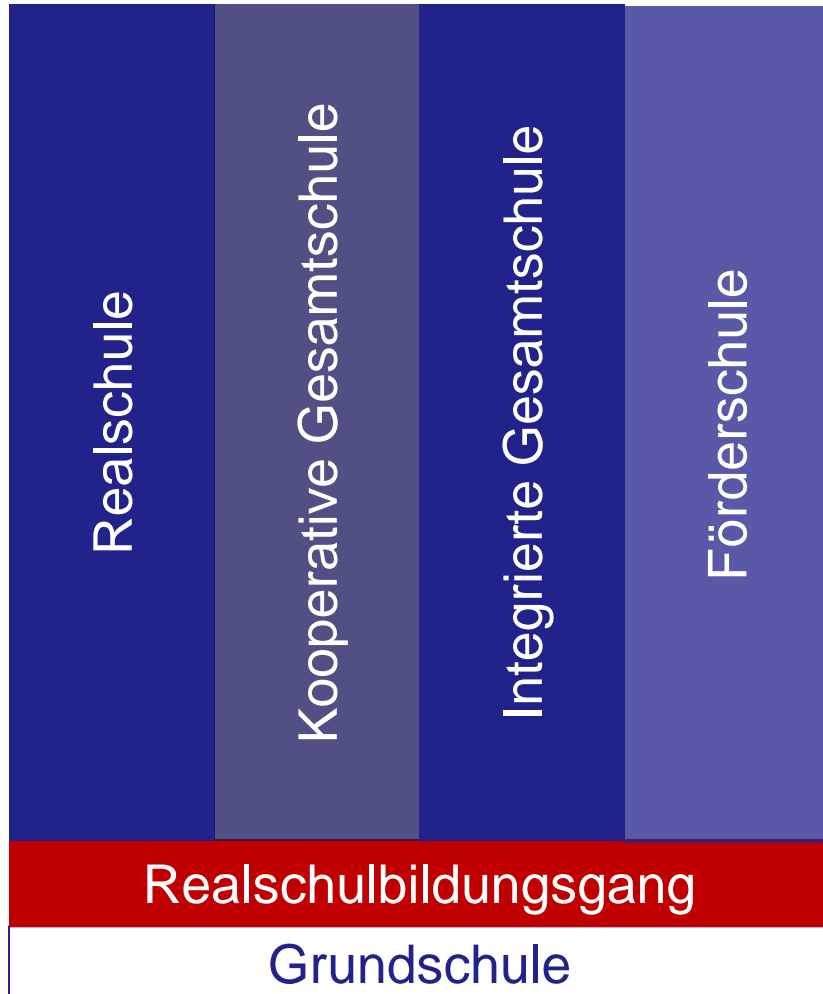 Realschule
Kooperative Gesamtschule
Integrierte Gesamtschule
Förderschule
Realschulbildungsgang
Grundschule